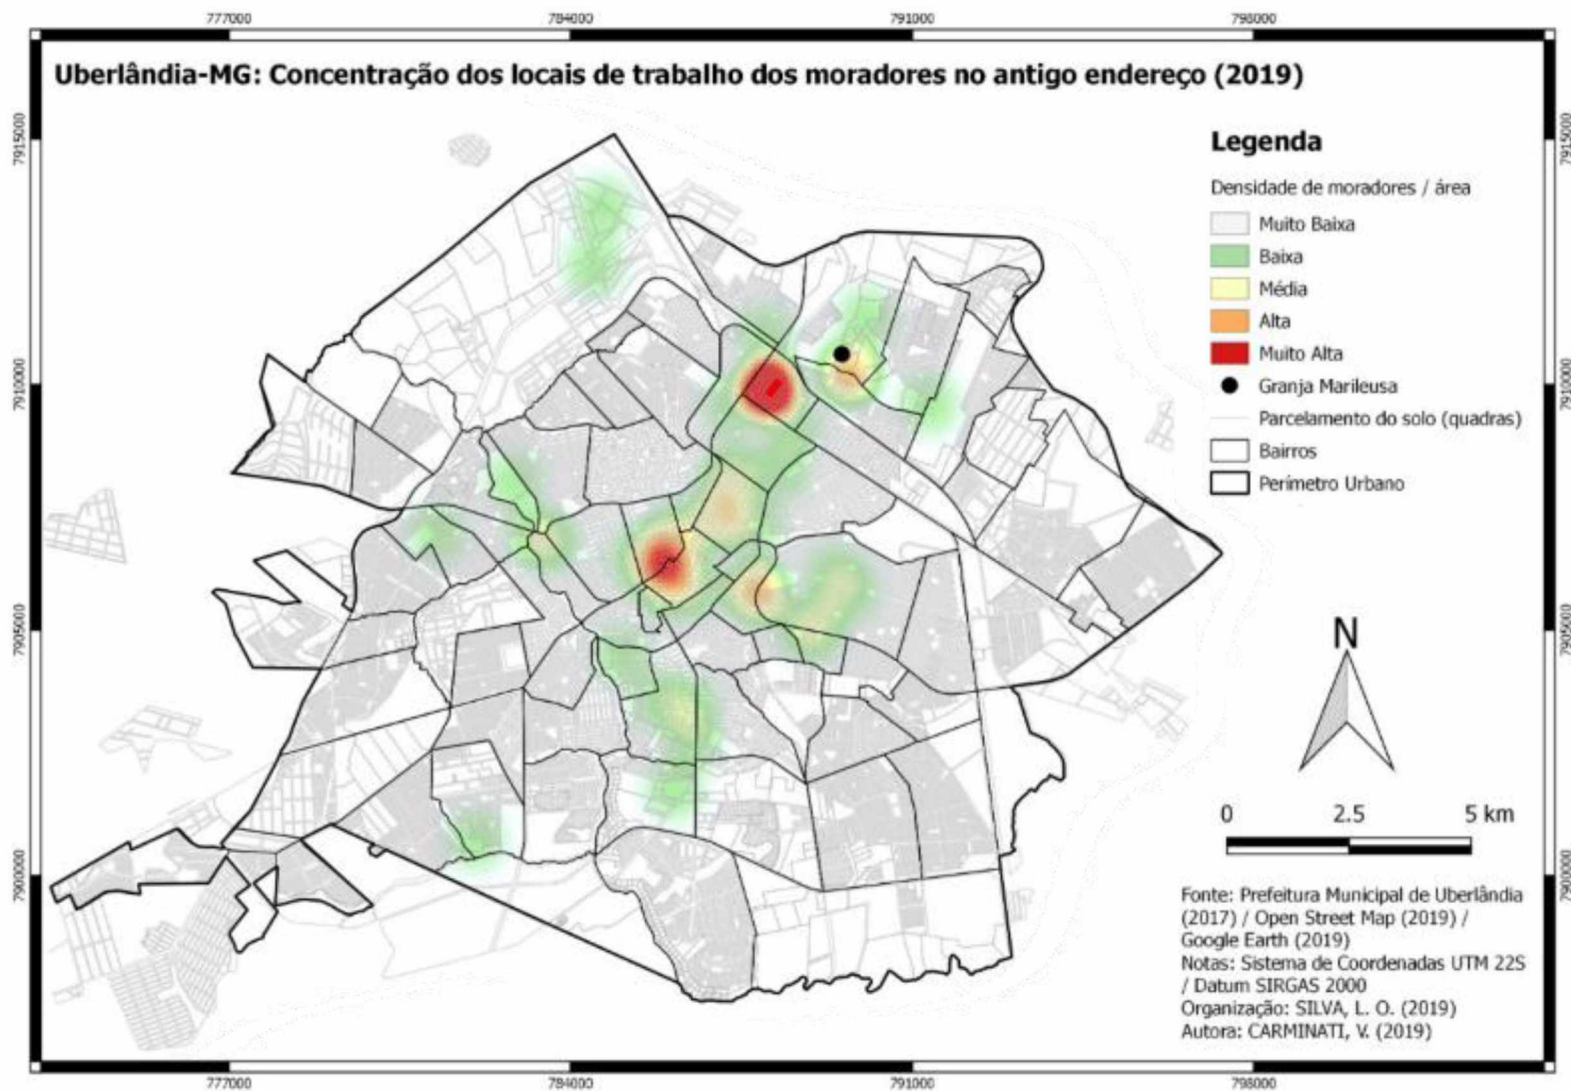 777000 784000 791000 798000
Uberlândia-MG: Concentração dos locais de trabalho dos moradores no antigo endereço (2019)
7915000 7915000
Legenda
Densidade de moradores / área
Muito Baixa
Baixa
Média
Alta
Muito Alta
Granja Marileusa
Parcelamento do solo (quadras)
Bairros
Perímetro Urbano
7910000 7910000
7905000 7905000
N
0 2.5 5 km
7900000 7900000
Fonte: Prefeitura Municipal de Uberlândia
(2017) / Open Street Map (2019) /
Google Earth (2019)
Notas: Sistema de Coordenadas UTM 22S
/ Datum SIRGAS 2000
Organização: SILVA, L. O. (2019)
Autora: CARMINATI, V. (2019)
777000 784000 791000 798000